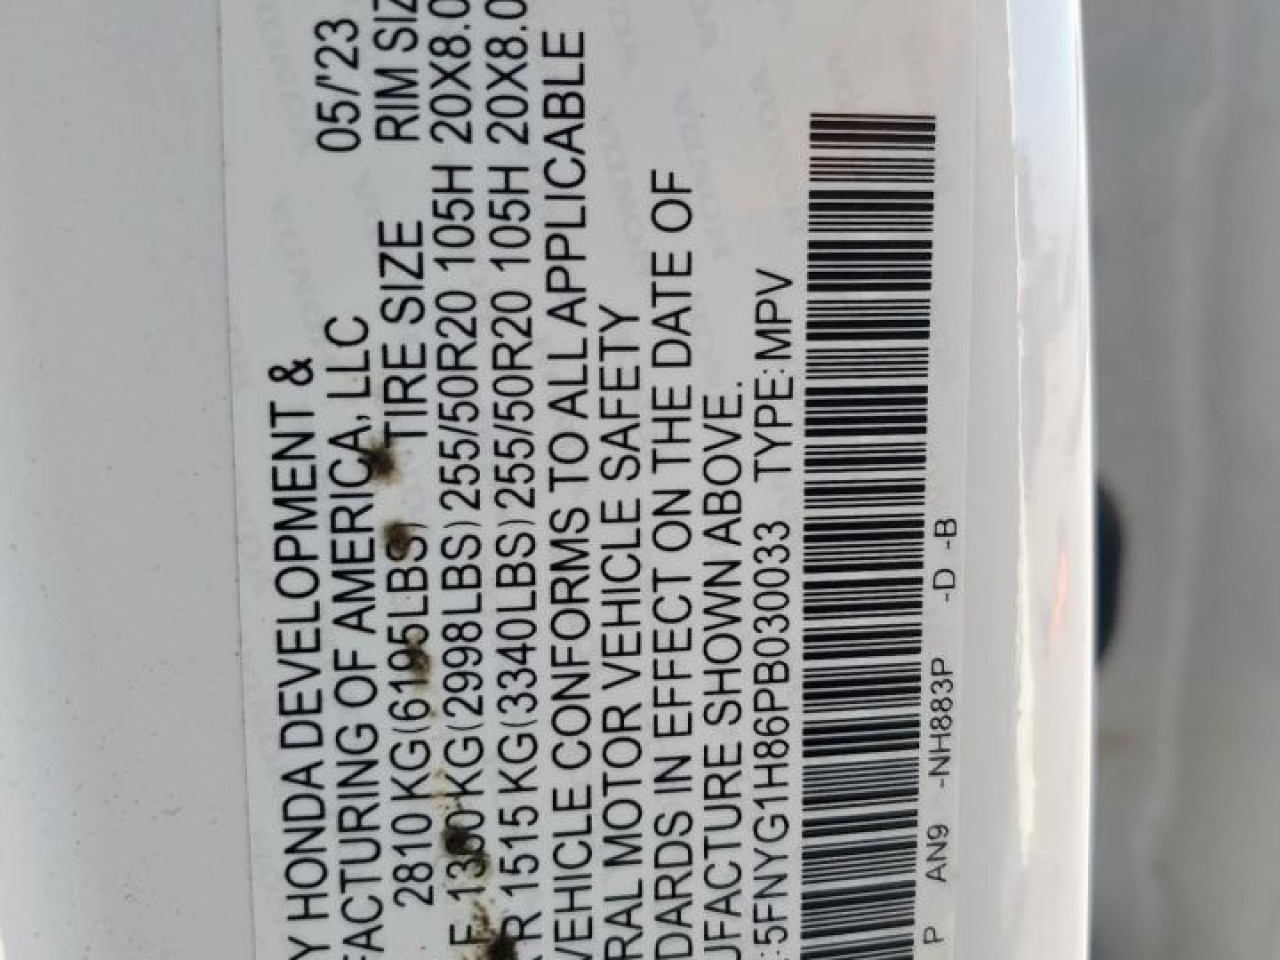 Y HONDA DEVELOPMENT &
FACTURING OF AMERICA, LLC 05/'23
2810 KG(6195LBS) TIRE SIZE RIM SIZ
F 1360 KG(2998LBS) 255/50R20 105H 20X8.0
R 1515 KG(3340LBS) 255/50R20 105H 20X8.0
VEHICLE CONFORMS TO ALL APPLICABLE
RAL MOTOR VEHICLE SAFETY
DARDS IN EFFECT ON THE DATE OF
UFACTURE SHOWN ABOVE.
:5FNYG1H86PB030033 TYPE:MPV
P AN9 -NH883P -D -B